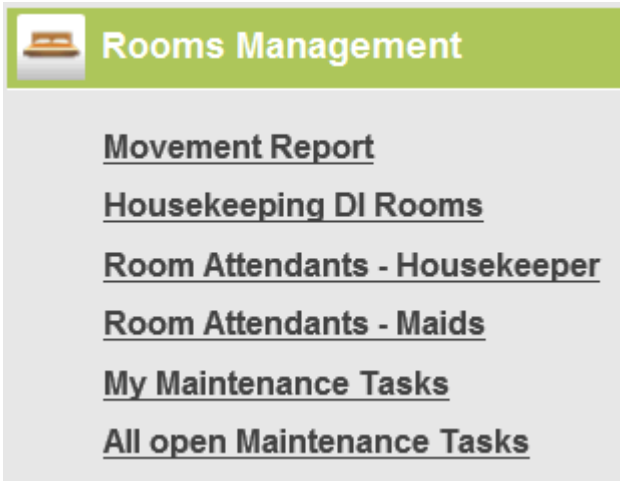 Rooms Management
Movement Report
Housekeeping DI Rooms
Room Attendants - Housekeeper
Room Attendants - Maids
My Maintenance Tasks
All open Maintenance Tasks